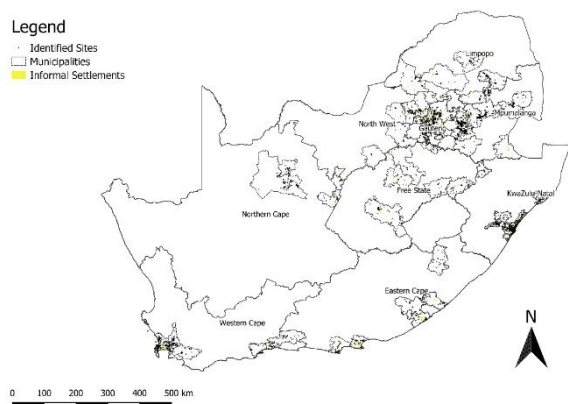 Legend
Identified Sites
Municipalities
Informal Settlements
Limpopo
Mpumalanga
North West
Gauteng
Free State
KwaZulu-Natal
Northern Cape
Eastern Cape
Western Cape
N
0 100 200 300 400 500 km